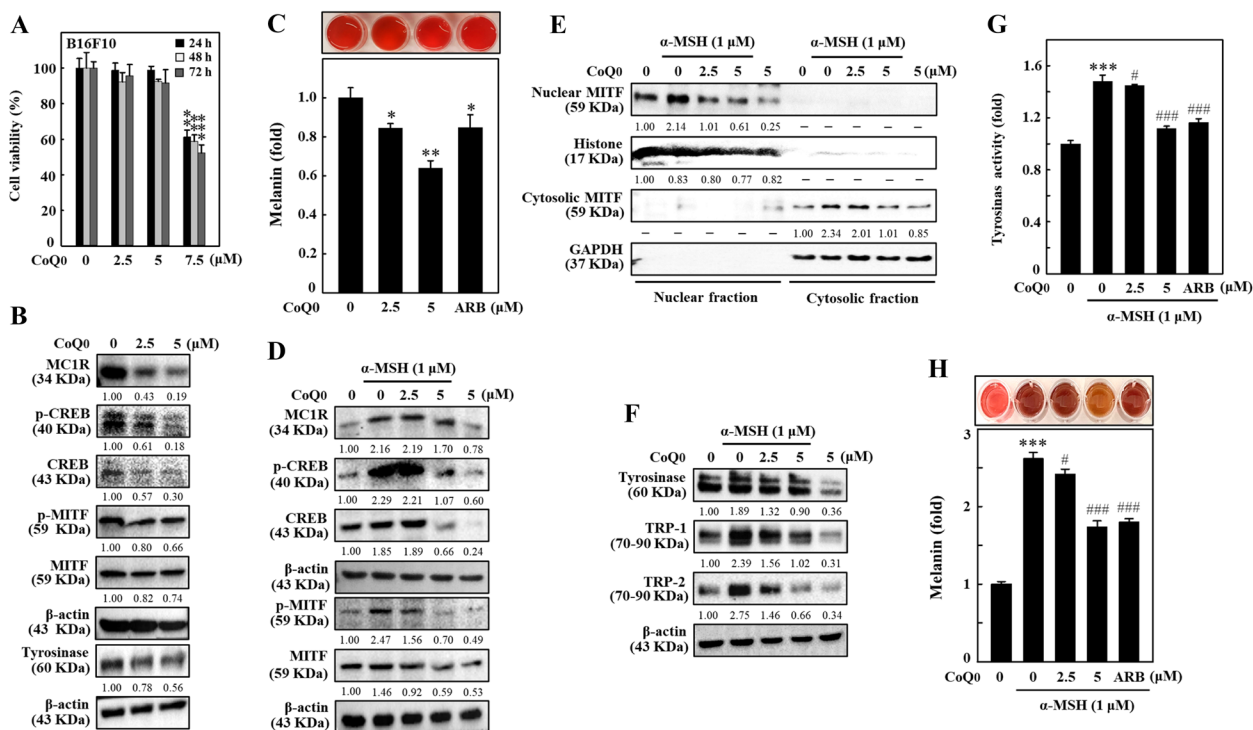 A
B16F10
24 h
48 h
72 h
Cell viability (%)
100
80
60
40
20
0
** *** ***
CoQ0 0 2.5 5 7.5 (μM)
B
CoQ0 0 2.5 5 (μM)
MC1R
(34 KDa)
1.00 0.43 0.19
p-CREB
(40 KDa)
1.00 0.61 0.18
CREB
(43 KDa)
1.00 0.57 0.30
p-MITF
(59 KDa)
1.00 0.80 0.66
MITF
(59 KDa)
1.00 0.82 0.74
β-actin
(43 KDa)
Tyrosinase
(60 KDa)
1.00 0.78 0.56
β-actin
(43 KDa)
C
Melanin (fold)
1.0
0.8
0.6
0.4
0.2
0
* ** *
CoQ0 0 2.5 5 ARB (μM)
D
α-MSH (1 μM)
CoQ0 0 0 2.5 5 5 (μM)
MC1R
(34 KDa)
1.00 2.16 2.19 1.70 0.78
p-CREB
(40 KDa)
1.00 2.29 2.21 1.07 0.60
CREB
(43 KDa)
1.00 1.85 1.89 0.66 0.24
β-actin
(43 KDa)
p-MITF
(59 KDa)
1.00 2.47 1.56 0.70 0.49
MITF
(59 KDa)
1.00 1.46 0.92 0.59 0.53
β-actin
(43 KDa)
E
α-MSH (1 μM) α-MSH (1 μM)
CoQ0 0 0 2.5 5 5 0 0 2.5 5 5 (μM)
Nuclear MITF
(59 KDa)
1.00 2.14 1.01 0.61 0.25 – – – – –
Histone
(17 KDa)
1.00 0.83 0.80 0.77 0.82 – – – – –
Cytosolic MITF
(59 KDa)
– – – – – 1.00 2.34 2.01 1.01 0.85
GAPDH
(37 KDa)
Nuclear fraction Cytosolic fraction
F
α-MSH (1 μM)
CoQ0 0 0 2.5 5 5 (μM)
Tyrosinase
(60 KDa)
1.00 1.89 1.32 0.90 0.36
TRP-1
(70-90 KDa)
1.00 2.39 1.56 1.02 0.31
TRP-2
(70-90 KDa)
1.00 2.75 1.46 0.66 0.34
β-actin
(43 KDa)
G
Tyrosinas activity (fold)
1.6
1.2
0.8
0.4
0
*** # ### ###
CoQ0 0 0 2.5 5 ARB (μM)
α-MSH (1 μM)
H
Melanin (fold)
3
2
1
0
*** # ### ###
CoQ0 0 0 2.5 5 ARB (μM)
α-MSH (1 μM)